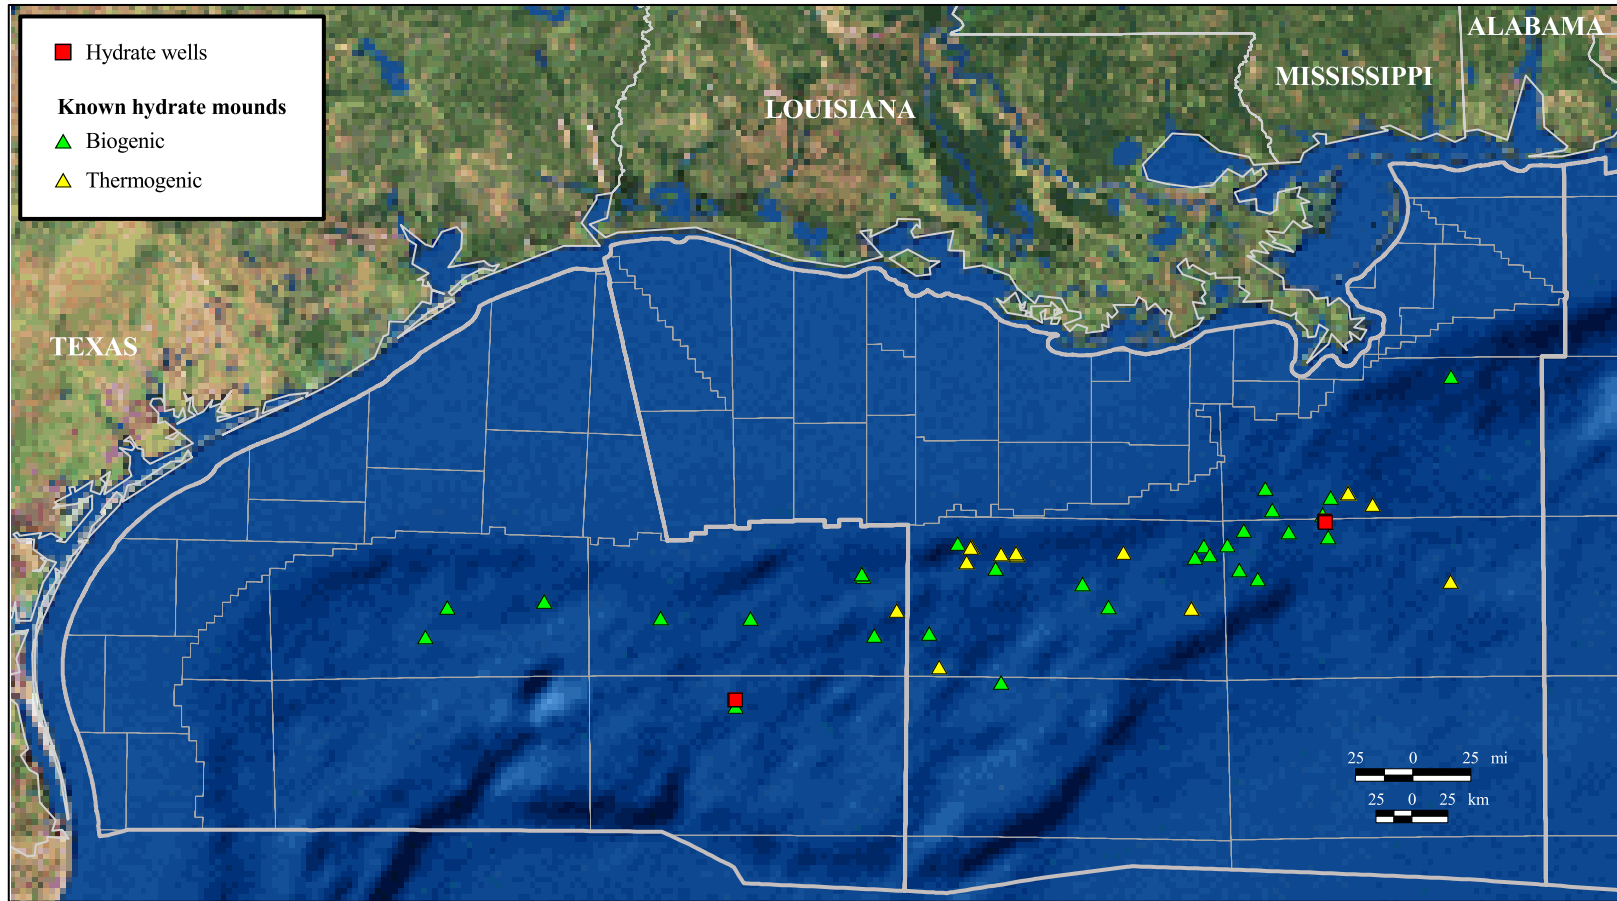 Hydrate wells
Known hydrate mounds
Biogenic
Thermogenic
ALABAMA
MISSISSIPPI
LOUISIANA
TEXAS
25 0 25 mi
25 0 25 km